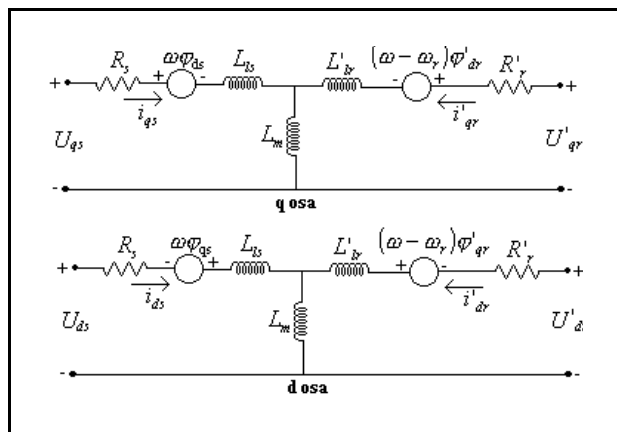 R_s + ωφ_ds - L_ls L'_lr (ω − ω_r)φ'_dr - + R'_r
+ i_qs i'_qr +
U_qs L_m U'_qr
- -
q osa
R_s - ωφ_qs + L_ls L'_lr (ω − ω_r)φ'_qr + - R'_r
+ i_ds i'_dr +
U_ds L_m U'_d
- -
d osa